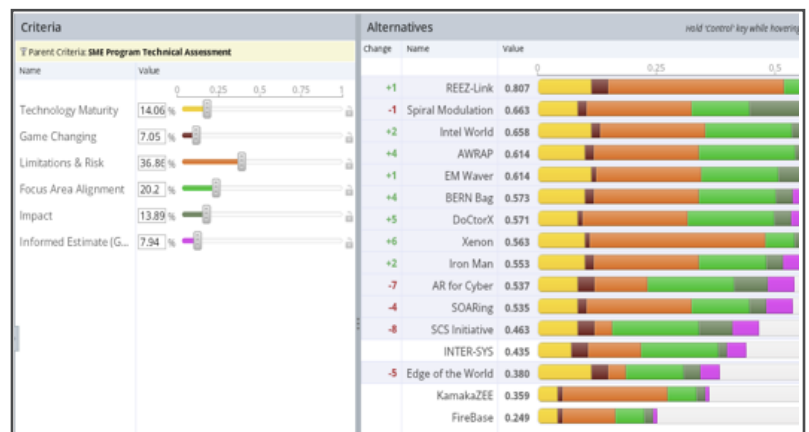 Criteria
Parent Criteria: SME Program Technical Assessment
Name Value
0 0.25 0.5 0.75 1
Technology Maturity 14.06 %
Game Changing 7.05 %
Limitations & Risk 36.86 %
Focus Area Alignment 20.2 %
Impact 13.89 %
Informed Estimate (G... 7.94 %
Alternatives Hold 'Control' key while hovering
Change Name Value
0 0.25 0.5
+1 REEZ-Link 0.807
-1 Spiral Modulation 0.663
+2 Intel World 0.658
+4 AWRAP 0.614
+1 EM Waver 0.614
+4 BERN Bag 0.573
+5 DoCtorX 0.571
+6 Xenon 0.563
+2 Iron Man 0.553
-7 AR for Cyber 0.537
-4 SOARing 0.535
-8 SCS Initiative 0.463
INTER-SYS 0.435
-5 Edge of the World 0.380
KamakaZEE 0.359
FireBase 0.249